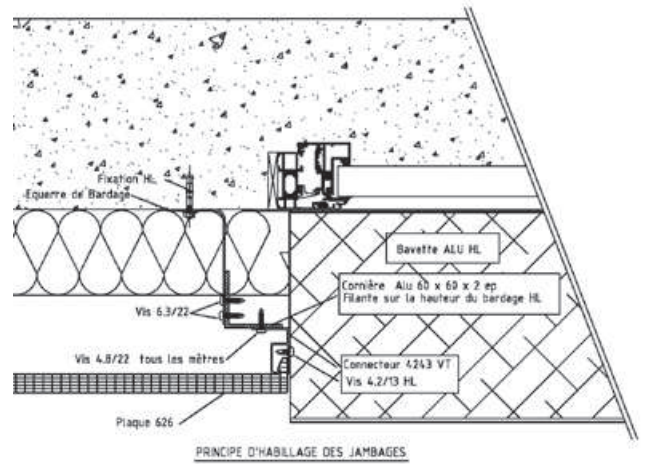 Fixation HL
Equerre de Bardage
Bavette ALU HL
Cornière Alu 60 x 60 x 2 ep
Filante sur la hauteur du bardage HL
Vis 6.3/22
Vis 4.8/22 tous les mètres
Connecteur 4243 VT
Vis 4.2/13 HL
Plaque 626
PRINCIPE D'HABILLAGE DES JAMBAGES